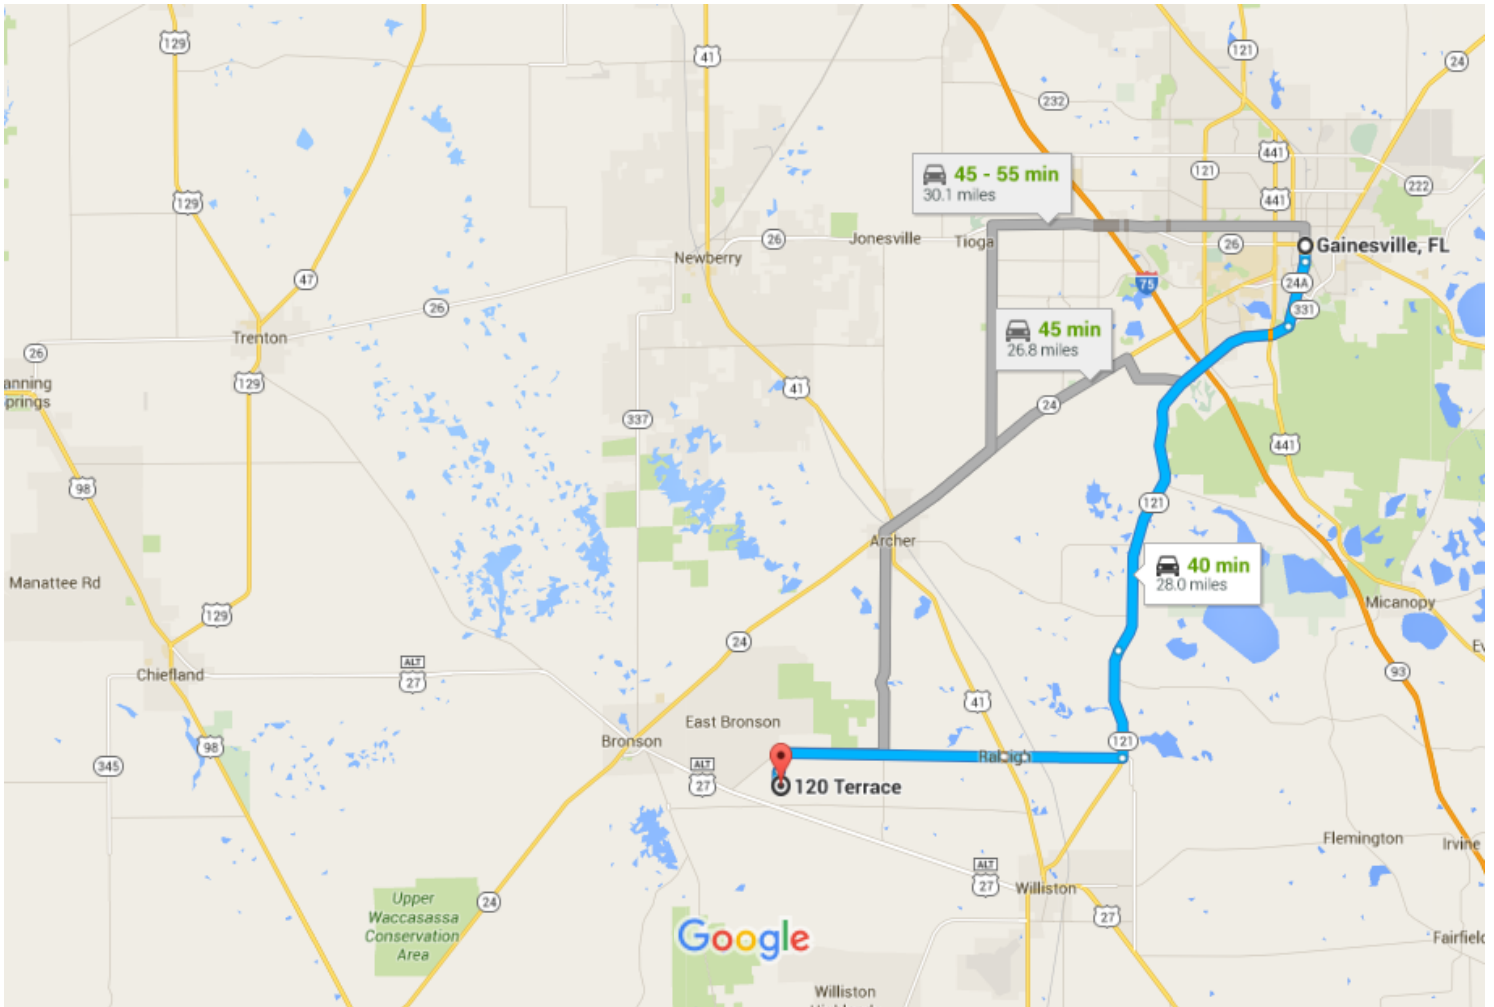 129
41
121
24
232
441
45 - 55 min
30.1 miles
121
222
129
441
26
Jonesville
Tioga
26
Gainesville, FL
Newberry
47
75
24A
26
331
Trenton
45 min
26.8 miles
26
129
anning
Springs
41
24
337
441
98
121
Archer
40 min
28.0 miles
Manattee Rd
Micanopy
129
24
Ev
Chiefland
ALT
27
93
41
East Bronson
Bronson
121
98
Raleigh
345
ALT
27
120 Terrace
Flemington
Irvine
ALT
27
Williston
Upper
Waccasassa
Conservation
Area
24
27
Google
Fairfield
Williston